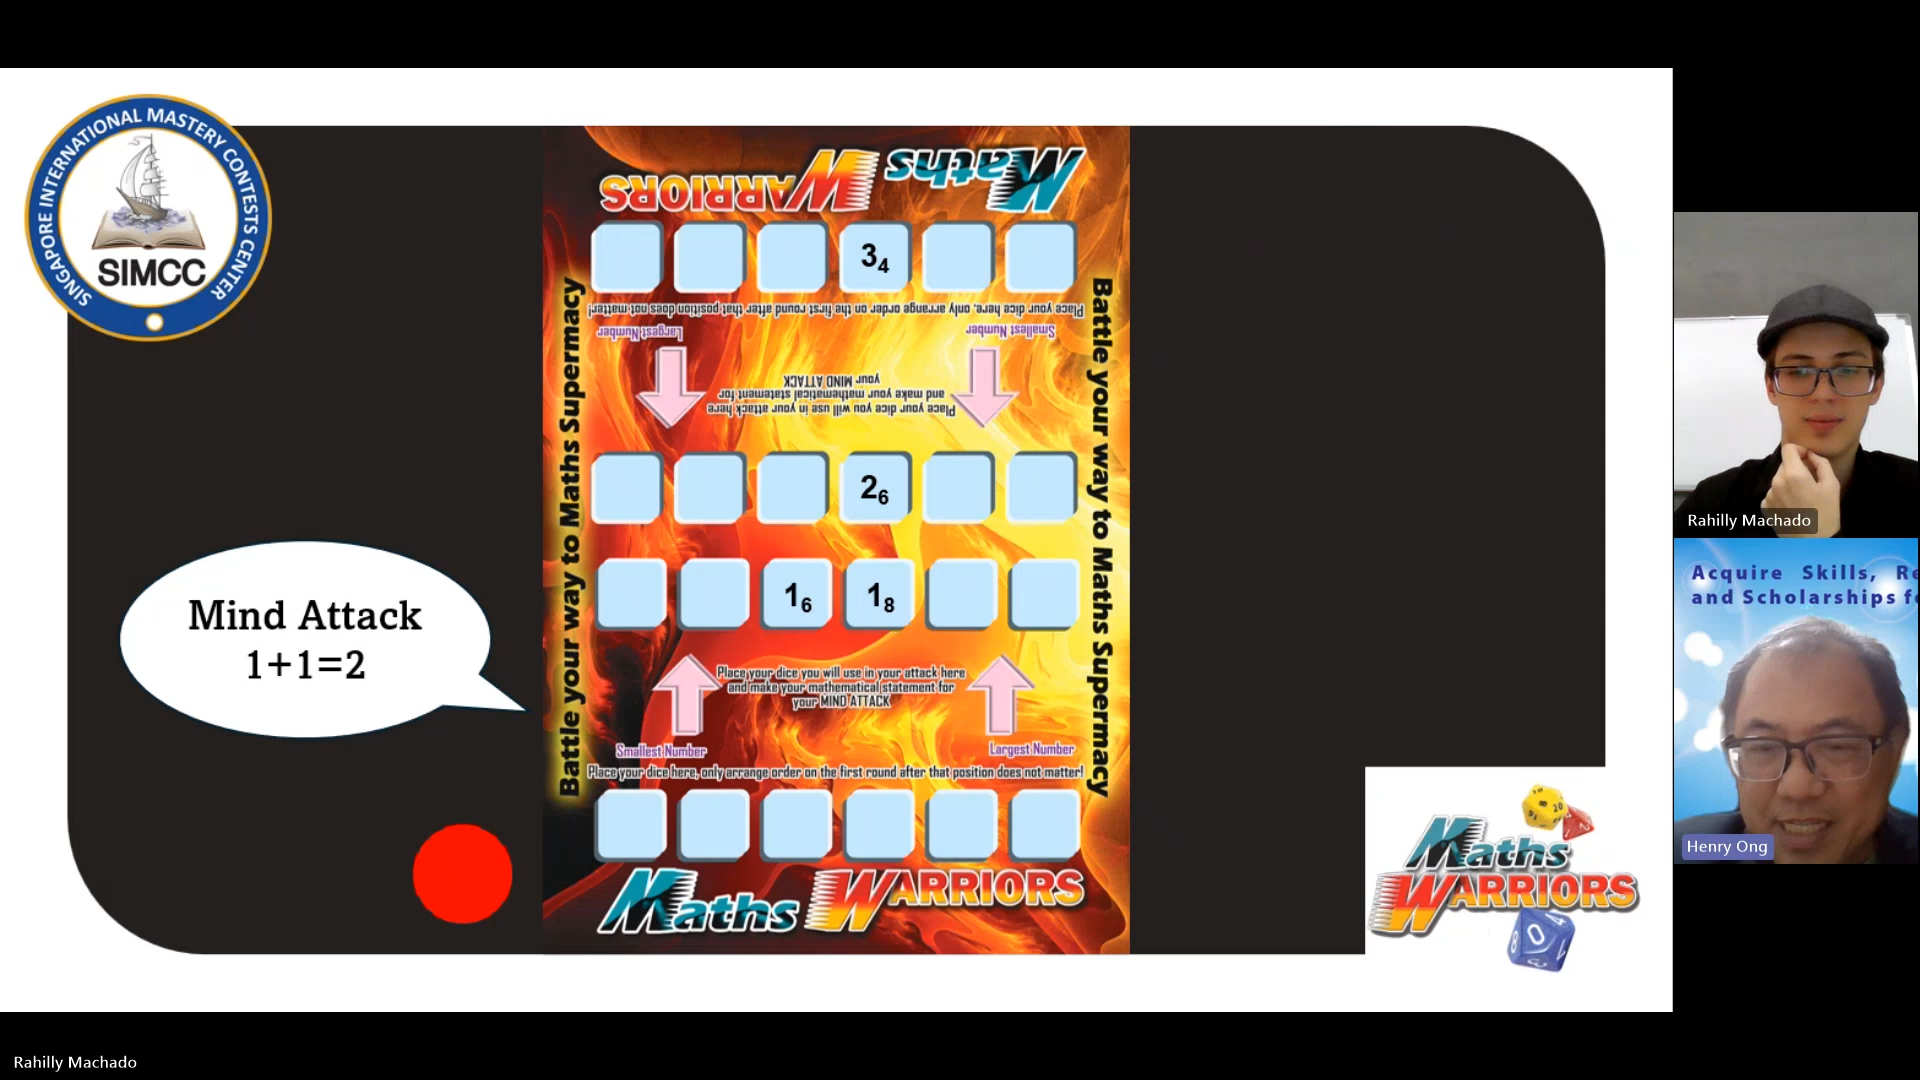 SINGAPORE INTERNATIONAL MASTERY CONTESTS CENTER
SIMCC
Maths WARRIORS
3₄
Place your dice here, only arrange order on the first round after that position does not matter!
Smallest Number
Largest Number
Place your dice you will use in your attack here
and make your mathematical statement for
your MIND ATTACK
Battle your way to Maths Supermacy
Battle your way to Maths Supermacy
2₆
1₆ 1₈
Mind Attack
1+1=2
Place your dice you will use in your attack here
and make your mathematical statement for
your MIND ATTACK
Smallest Number
Largest Number
Place your dice here, only arrange order on the first round after that position does not matter!
Maths WARRIORS
Maths
WARRIORS
Rahilly Machado
Acquire Skills,
and Scholarships
Henry Ong
Rahilly Machado